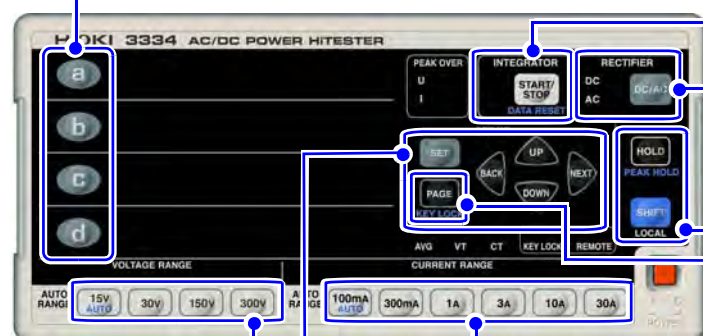 HIOKI 3334 AC/DC POWER HiTESTER
a
b
c
d
PEAK OVER
U
I
INTEGRATOR
START/
STOP
DATA RESET
RECTIFIER
DC
AC
DC/AC
SET
UP
BACK
NEXT
DOWN
PAGE
KEY LOCK
HOLD
PEAK HOLD
SHIFT
LOCAL
AVG VT CT KEY LOCK REMOTE
VOLTAGE RANGE
CURRENT RANGE
AUTO
RANGE
15V
AUTO
30V
150V
300V
AUTO
RANGE
100mA
AUTO
300mA
1A
3A
10A
30A
POWER